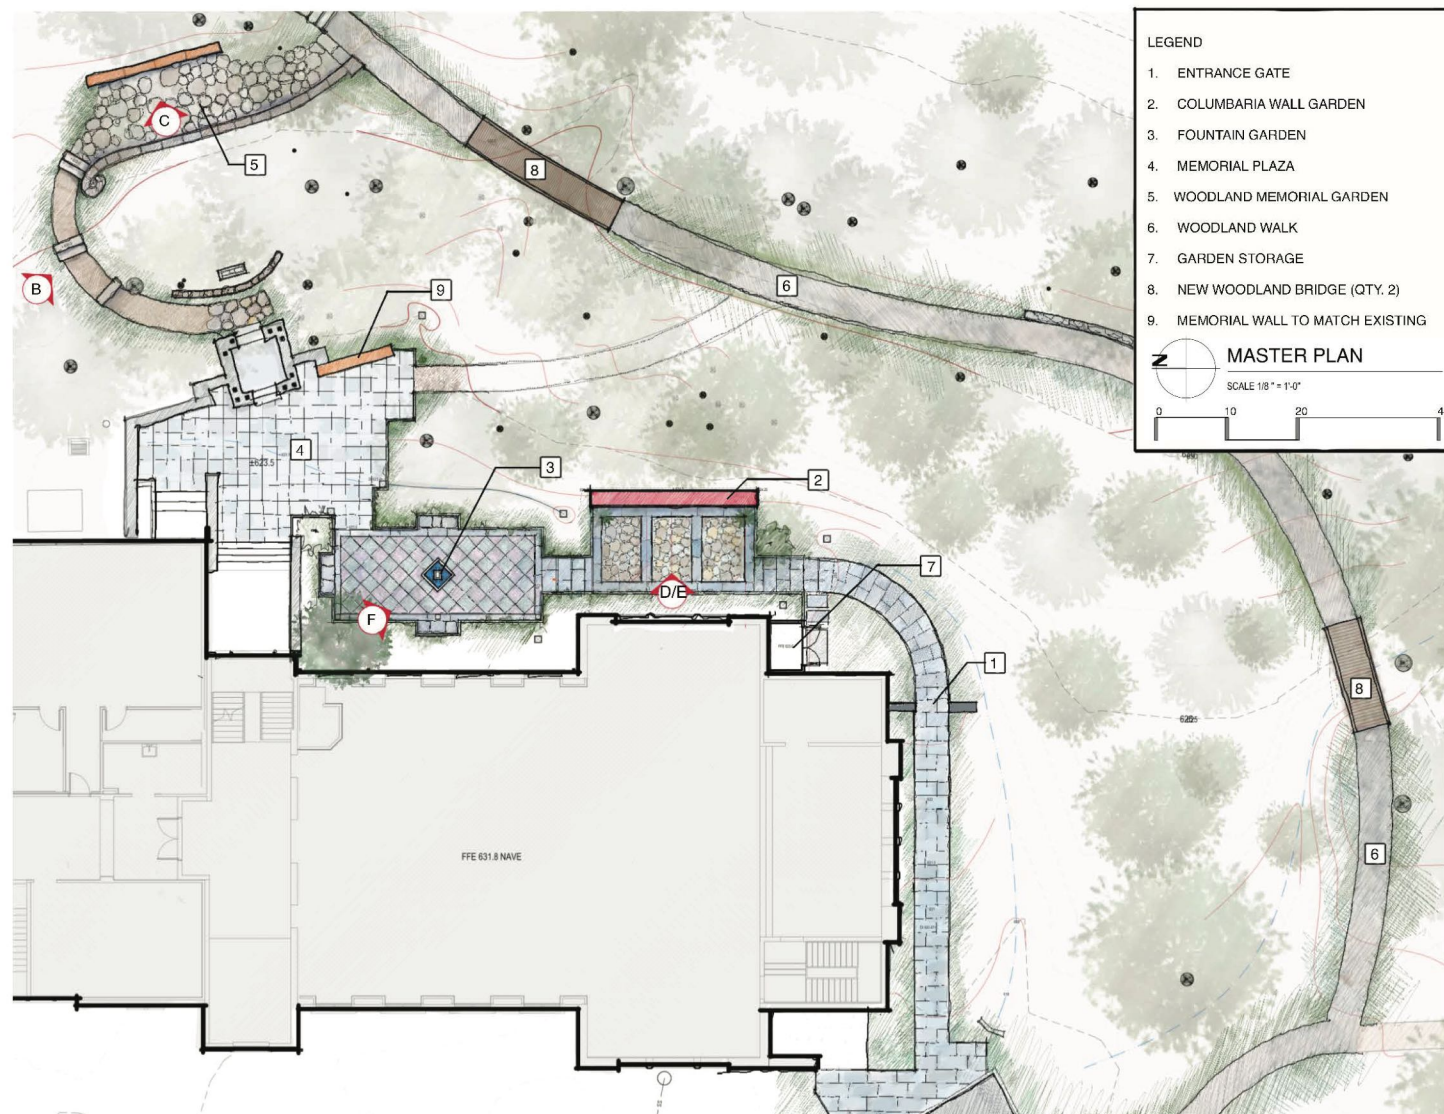 LEGEND
1. ENTRANCE GATE
2. COLUMBARIA WALL GARDEN
3. FOUNTAIN GARDEN
4. MEMORIAL PLAZA
5. WOODLAND MEMORIAL GARDEN
6. WOODLAND WALK
7. GARDEN STORAGE
8. NEW WOODLAND BRIDGE (QTY. 2)
9. MEMORIAL WALL TO MATCH EXISTING
N
MASTER PLAN
SCALE 1/8 " = 1'-0"
0 10 20 4
C
5
8
B
9
6
4
±623.5
3
2
7
D/E
F
1
8
FFE 631.8 NAVE
6